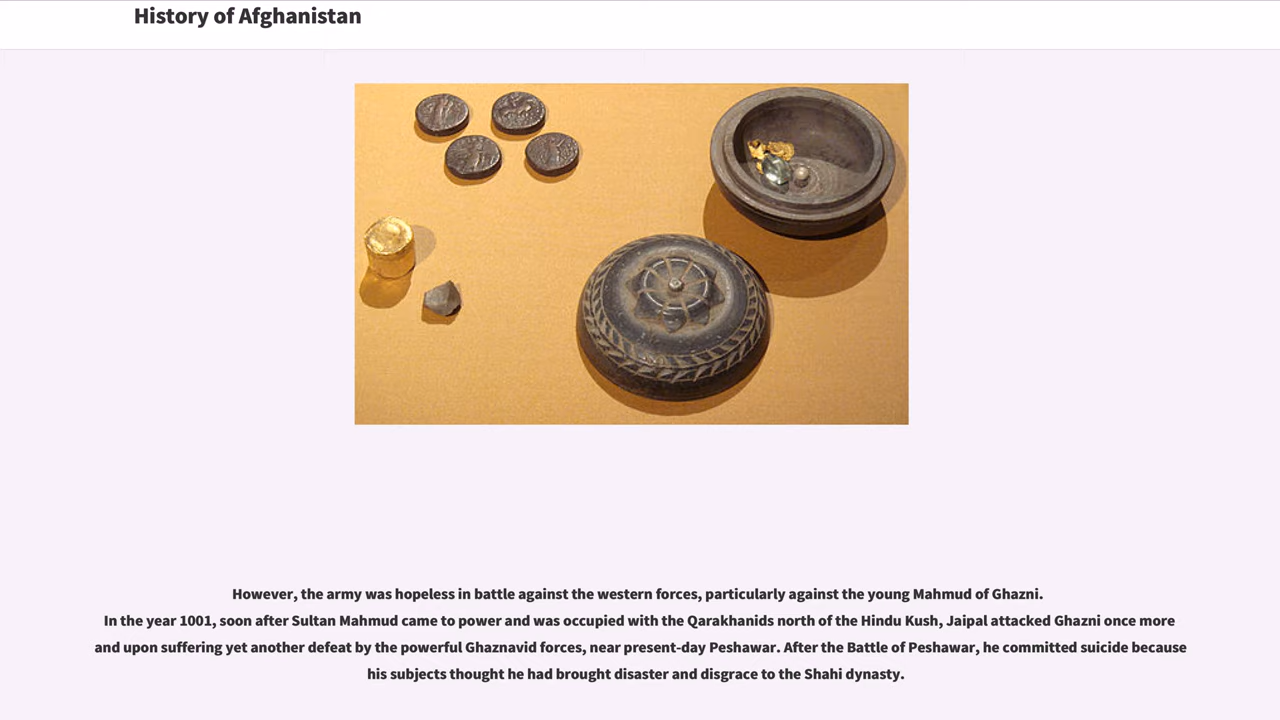 History of Afghanistan
However, the army was hopeless in battle against the western forces, particularly against the young Mahmud of Ghazni.
In the year 1001, soon after Sultan Mahmud came to power and was occupied with the Qarakhanids north of the Hindu Kush, Jaipal attacked Ghazni once more
and upon suffering yet another defeat by the powerful Ghaznavid forces, near present-day Peshawar. After the Battle of Peshawar, he committed suicide because
his subjects thought he had brought disaster and disgrace to the Shahi dynasty.